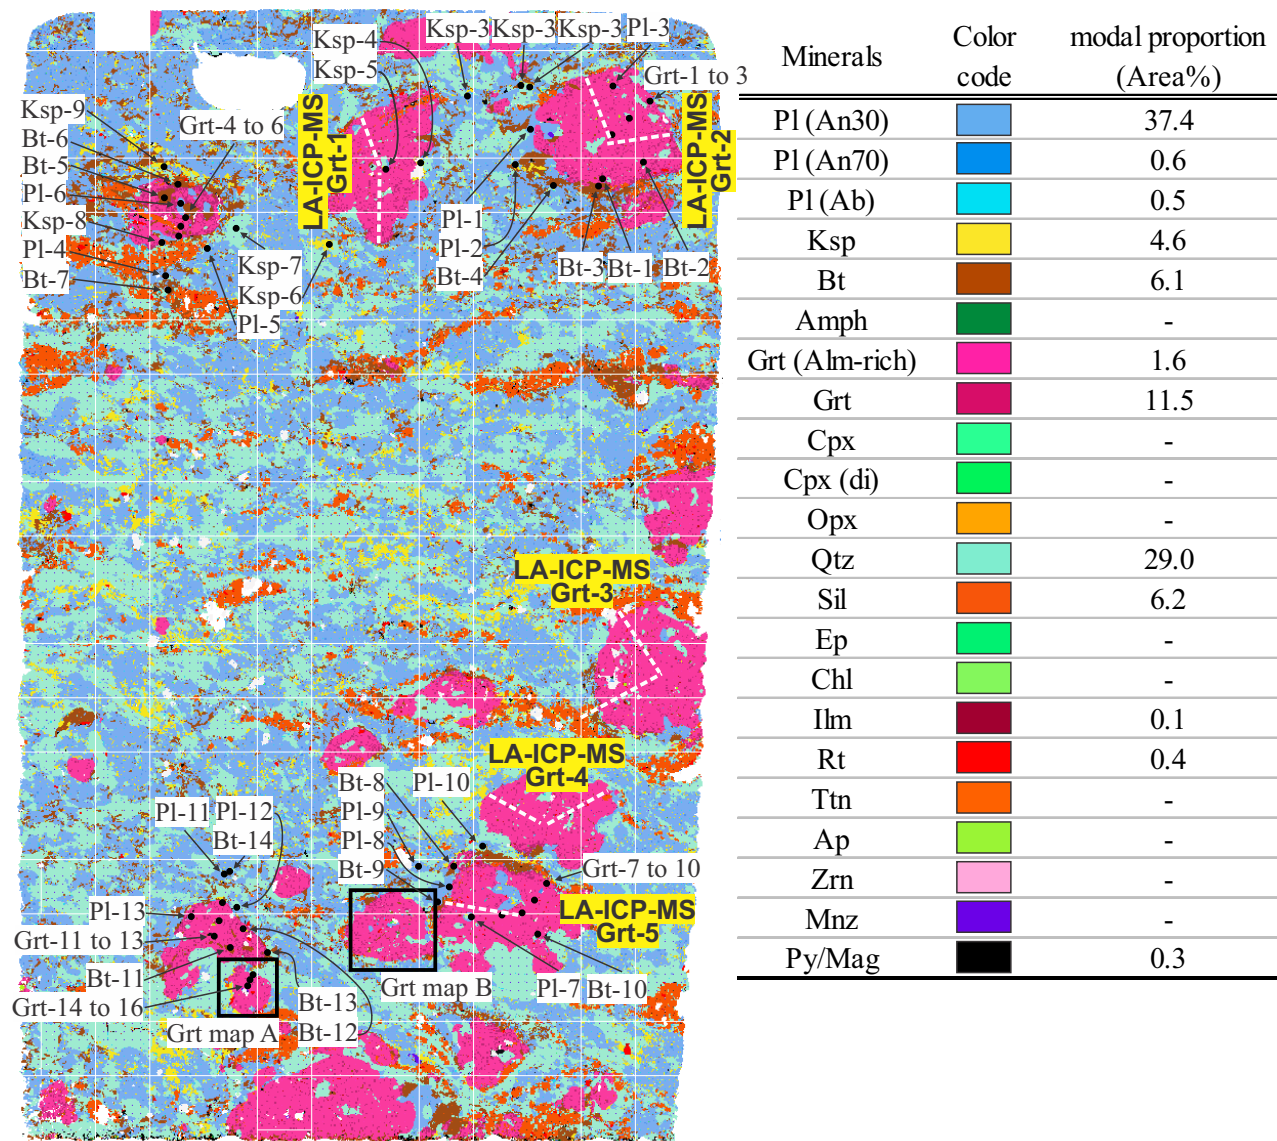 Ksp-4
Ksp-5
Ksp-3
Ksp-3
Ksp-3
Pl-3
Grt-1 to 3
Ksp-9
Bt-6
Bt-5
Pl-6
Ksp-8
Pl-4
Bt-7
Grt-4 to 6
LA-ICP-MS
Grt-1
LA-ICP-MS
Grt-2
Ksp-7
Ksp-6
Pl-5
Pl-1
Pl-2
Bt-4
Bt-3
Bt-1
Bt-2
LA-ICP-MS
Grt-3
LA-ICP-MS
Grt-4
Bt-8
Pl-9
Pl-8
Bt-9
Pl-10
Pl-11
Pl-12
Bt-14
Grt-7 to 10
LA-ICP-MS
Grt-5
Pl-13
Grt-11 to 13
Bt-11
Grt-14 to 16
Grt map A
Bt-13
Bt-12
Grt map B
Pl-7
Bt-10
Minerals Color code modal proportion (Area%)
Pl (An30) 37.4
Pl (An70) 0.6
Pl (Ab) 0.5
Ksp 4.6
Bt 6.1
Amph -
Grt (Alm-rich) 1.6
Grt 11.5
Cpx -
Cpx (di) -
Opx -
Qtz 29.0
Sil 6.2
Ep -
Chl -
Ilm 0.1
Rt 0.4
Ttn -
Ap -
Zrn -
Mnz -
Py/Mag 0.3